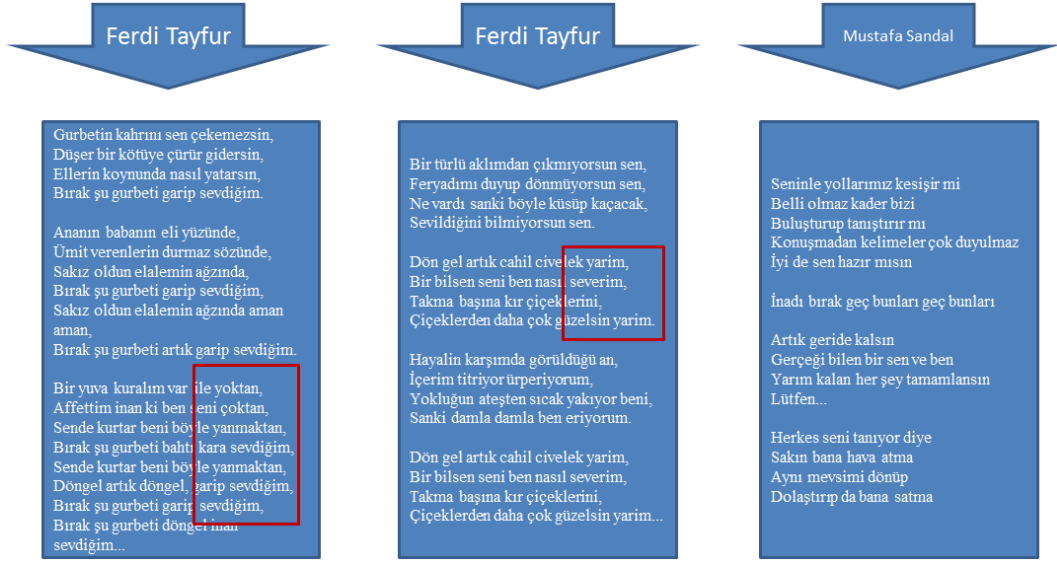 Ferdi Tayfur
Gurbetin kahrını sen çekemezsin,
Düşer bir kötüye çürür gidersin,
Ellerin koynunda nasıl yatarsın,
Bırak şu gurbeti garip sevdiğim.
Ananın babanın eli yüzünde,
Ümit verenlerin durmaz sözünde,
Sakız oldun elalemin ağzında,
Bırak şu gurbeti garip sevdiğim,
Sakız oldun elalemin ağzında aman
aman,
Bırak şu gurbeti artık garip sevdiğim.
Bir yuva kuralım var ile yoktan,
Affettim inan ki ben seni çoktan,
Sende kurtar beni böyle yanmaktan,
Bırak şu gurbeti bahtı kara sevdiğim,
Sende kurtar beni böyle yanmaktan,
Döngel artık döngel, garip sevdiğim,
Bırak şu gurbeti garip sevdiğim,
Bırak şu gurbeti döngel inan
sevdiğim...
Ferdi Tayfur
Bir türlü aklımdan çıkmıyorsun sen,
Feryadımı duyup dönmüyorsun sen,
Ne vardı sanki böyle küsüp kaçacak,
Sevildiğini bilmiyorsun sen.
Dön gel artık cahil civelek yarim,
Bir bilsen seni ben nasıl severim,
Takma başına kır çiçeklerini,
Çiçeklerden daha çok güzelsin yarim.
Hayalin karşımda görüldüğü an,
İçerim titriyor ürperiyorum,
Yokluğun ateşten sıcak yakıyor beni,
Sanki damla damla ben eriyorum.
Dön gel artık cahil civelek yarim,
Bir bilsen seni ben nasıl severim,
Takma başına kır çiçeklerini,
Çiçeklerden daha çok güzelsin yarim...
Mustafa Sandal
Seninle yollarımız kesişir mi
Belli olmaz kader bizi
Buluşturup tanıştırır mı
Konuşmadan kelimeler çok duyulmaz
İyi de sen hazır mısın
İnadı bırak geç bunları geç bunları
Artık geride kalsın
Gerçeği bilen bir sen ve ben
Yarım kalan her şey tamamlansın
Lütfen...
Herkes seni tanıyor diye
Sakın bana hava atma
Aynı mevsimi dönüp
Dolaştırıp da bana satma